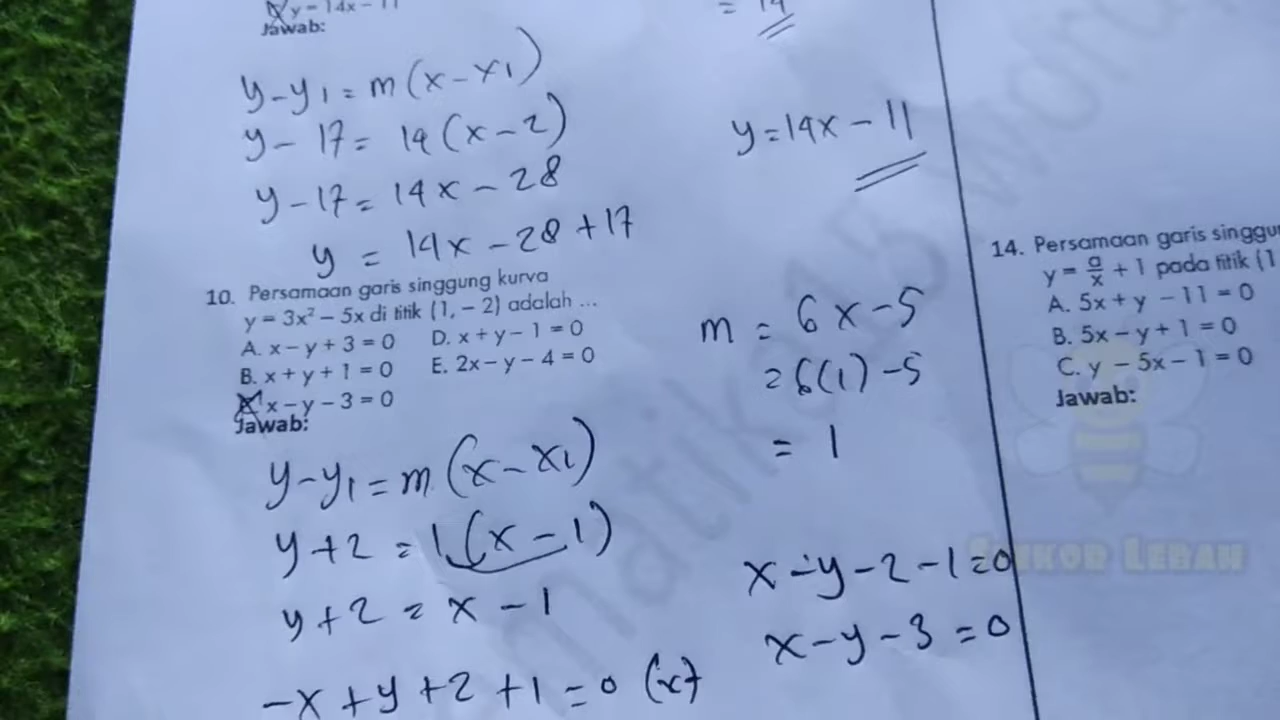 y = 14x - 11
Jawab:
= 14
y - y1 = m (x - x1)
y - 17 = 14 (x - 2)
y - 17 = 14x - 28
y = 14x - 28 + 17
y = 14x - 11
10. Persamaan garis singgung kurva
y = 3x² – 5x di titik (1, – 2) adalah ...
A. x – y + 3 = 0 D. x + y – 1 = 0
B. x + y + 1 = 0 E. 2x – y – 4 = 0
x – y – 3 = 0
Jawab:
y - y1 = m (x - x1)
y + 2 = 1 (x - 1)
y + 2 = x - 1
-x + y + 2 + 1 = 0 (x-)
m = 6x - 5
= 6(1) - 5
= 1
x - y - 2 - 1 = 0
x - y - 3 = 0
14. Persamaan garis singgu
y = a/x + 1 pada titik (1
A. 5x + y – 11 = 0
B. 5x – y + 1 = 0
C. y – 5x – 1 = 0
Jawab:
LEBAH